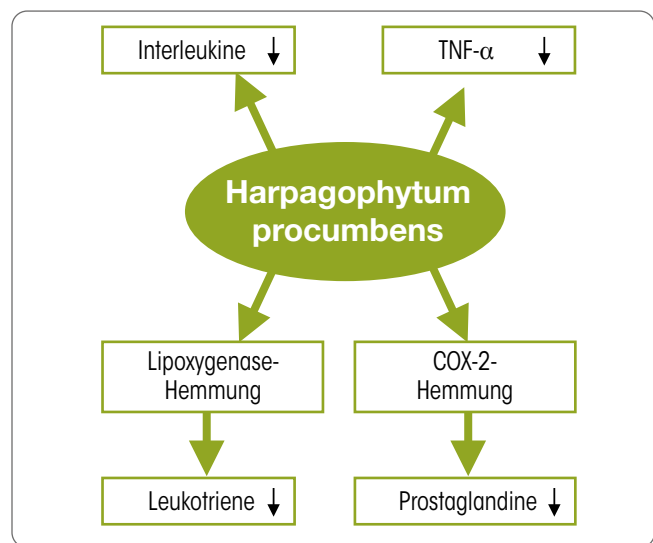 Interleukine ↓
TNF-α ↓
Harpagophytum
procumbens
Lipoxygenase-
Hemmung
COX-2-
Hemmung
Leukotriene ↓
Prostaglandine ↓